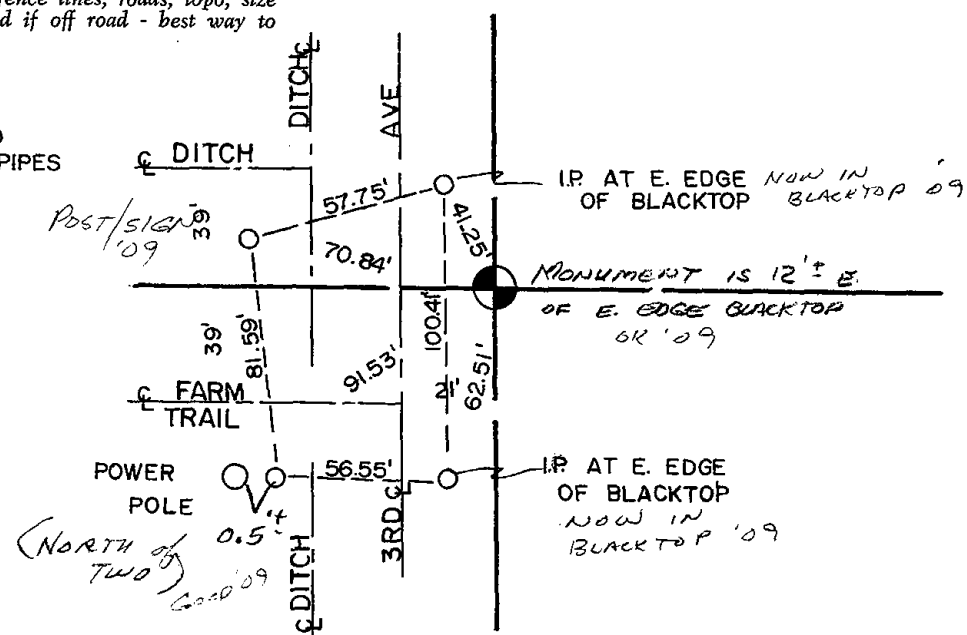 ence lines, roads, topo, size
d if off road - best way to
PIPES
℄ DITCH
DITCH ℄
AVE
I.P. AT E. EDGE NOW IN
OF BLACKTOP BLACKTOP '09
POST/SIGN
'09
39'
57.75'
41.25'
70.84'
MONUMENT IS 12'± E.
OF E. EDGE BLACKTOP
OK '09
39'
81.59'
100.41'
91.53'
21'
62.51'
℄ FARM
TRAIL
POWER
POLE
0.5'±
56.55'
3RD ℄
I.P. AT E. EDGE
OF BLACKTOP
NOW IN
BLACKTOP '09
(NORTH of
TWO)
GOOD '09
℄ DITCH